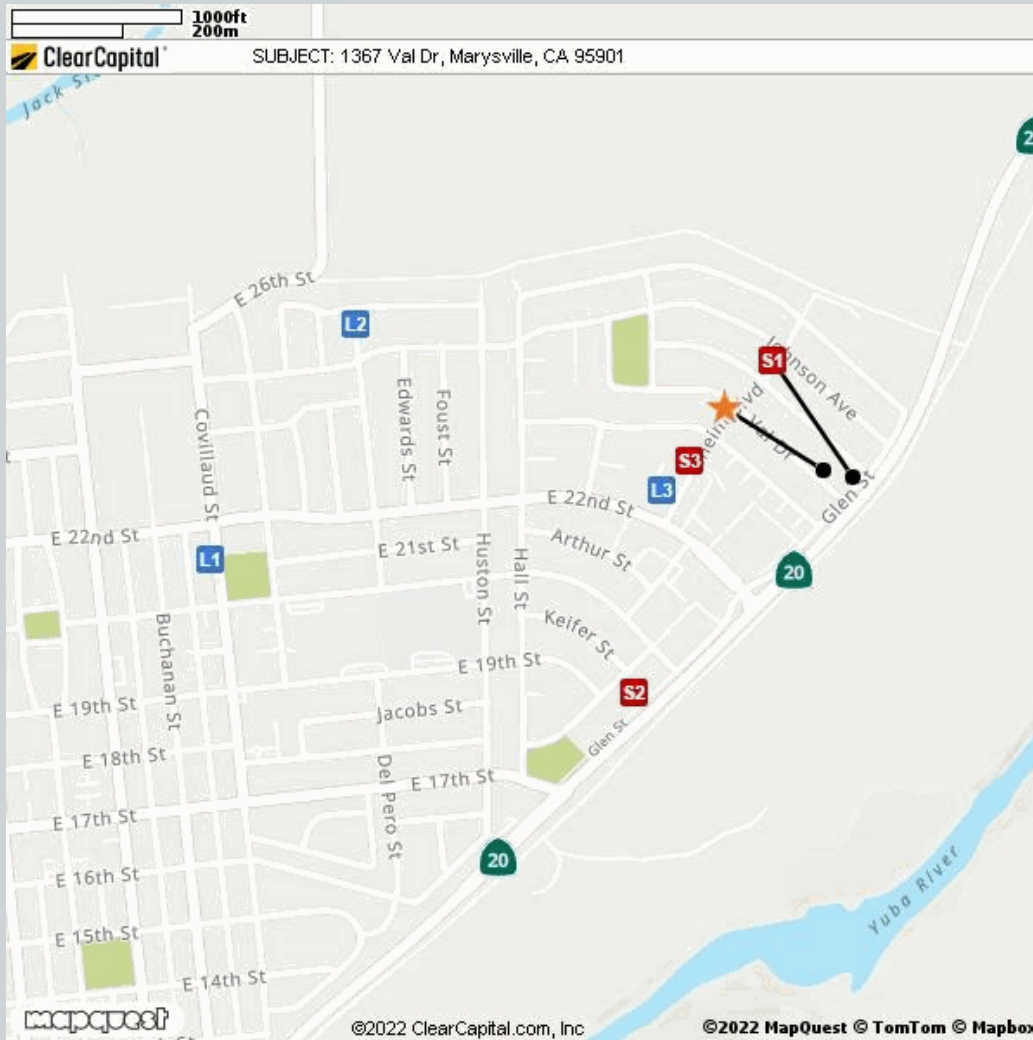 1000ft
200m
ClearCapital
SUBJECT: 1367 Val Dr, Marysville, CA 95901
Jack
2
E 26th St
L2
S1
Johnson Ave
Edwards St
Foust St
Covillaud St
Blvd
Val Dr
S3
L3
Glen St
E 22nd St
E 22nd St
Arthur St
E 21st St
Huston St
Hall St
L1
20
Buchanan St
Keifer St
E 19th St
E 19th St
S2
Jacobs St
Glen St
E 18th St
E 17th St
Del Pero St
E 17th St
20
E 16th St
Yuba River
E 15th St
E 14th St
mapquest
©2022 ClearCapital.com, Inc
©2022 MapQuest © TomTom © Mapbox